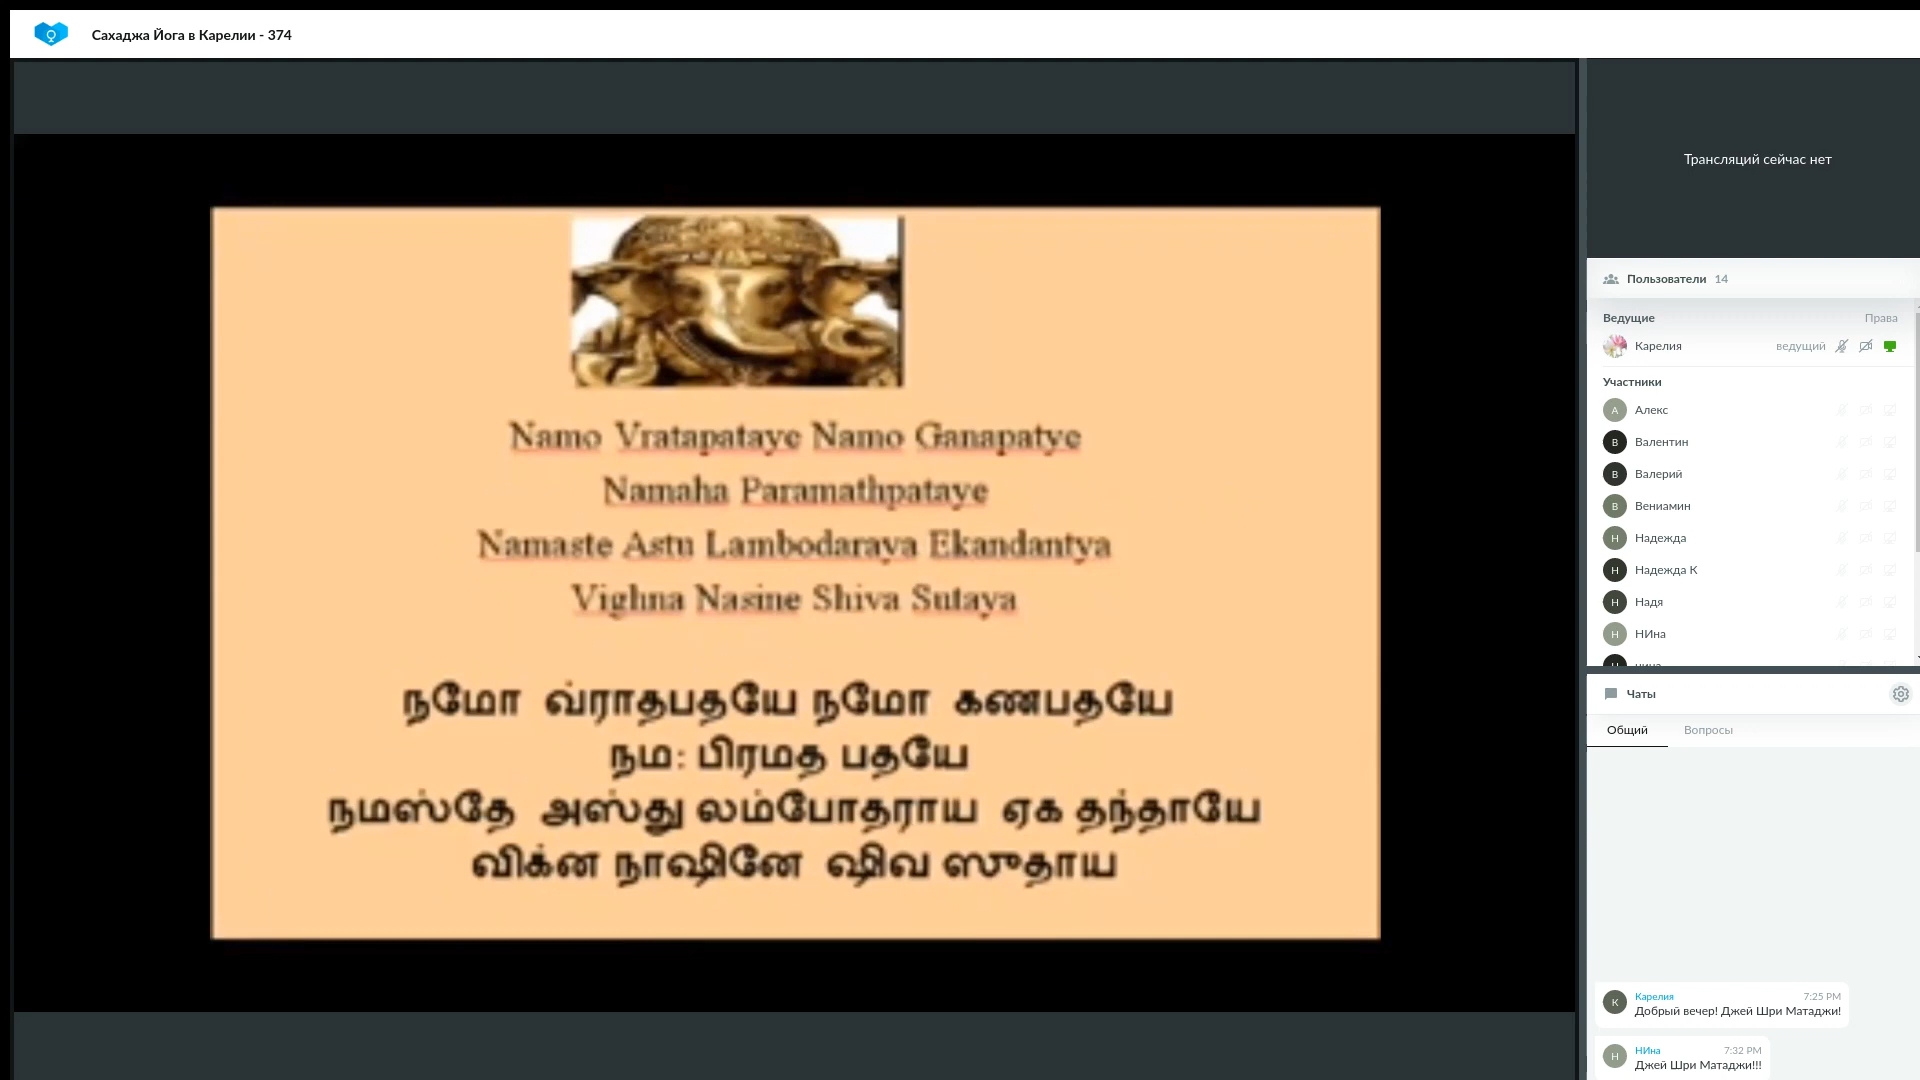 Сахаджа Йога в Карелии - 374
Namo Vratapataye Namo Ganapatye
Namaha Paramathpataye
Namaste Astu Lambodaraya Ekandantya
Vighna Nasine Shiva Sutaya
நமோ வ்ராதபதயே நமோ கணபதயே
நம: பிரமத பதயே
நமஸ்தே அஸ்து லம்போதராய ஏக தந்தாயே
விக்ன நாஷினே ஷிவ ஸுதாய
Трансляций сейчас нет
Пользователи 14
Ведущие Права
Карелия ведущий
Участники
А Алекс
В Валентин
В Валерий
В Вениамин
Н Надежда
Н Надежда К
Н Надя
Н НИна
Чаты
Общий Вопросы
К Карелия 7:25 PM
Добрый вечер! Джей Шри Матаджи!
Н НИна 7:32 PM
Джей Шри Матаджи!!!